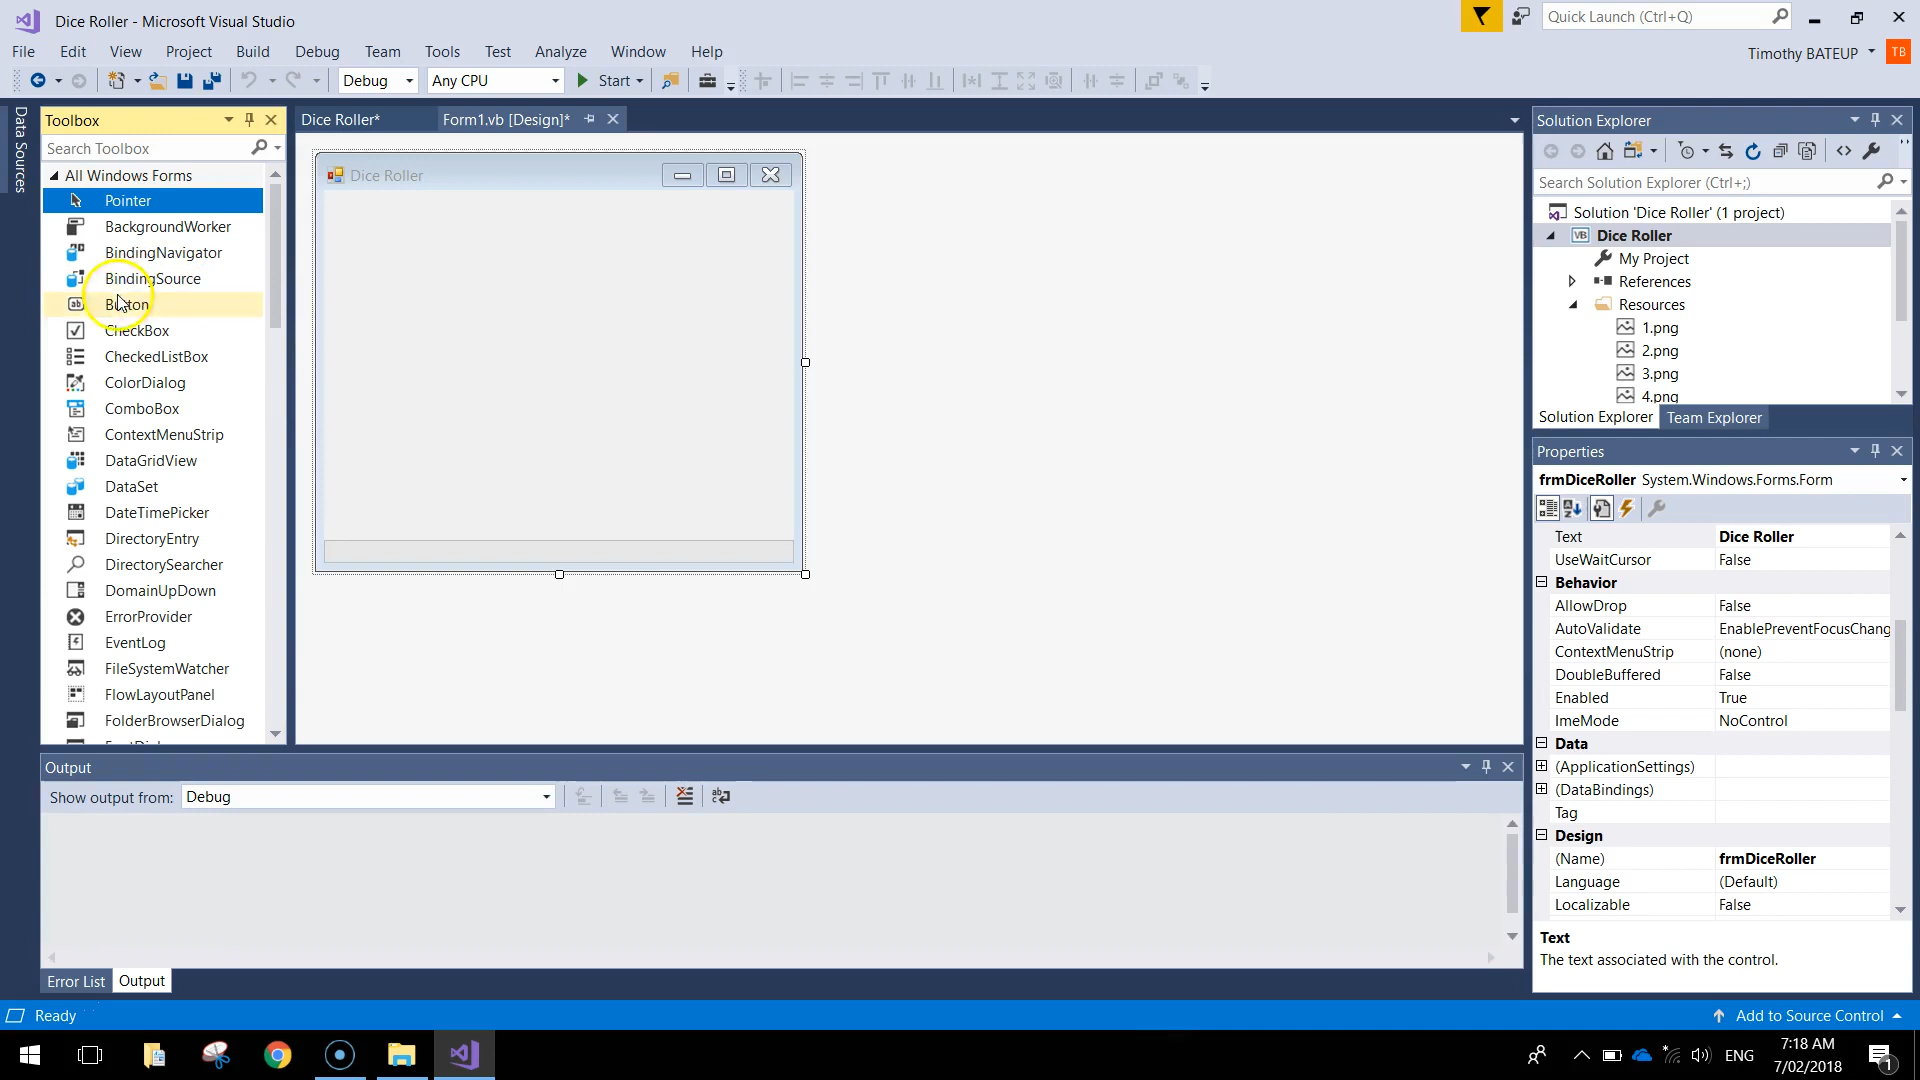 Dice Roller - Microsoft Visual Studio
Quick Launch (Ctrl+Q)
File Edit View Project Build Debug Team Tools Test Analyze Window Help
Timothy BATEUP TB
Debug Any CPU Start
Data Sources
Toolbox
Search Toolbox
All Windows Forms
Pointer
BackgroundWorker
BindingNavigator
BindingSource
Button
CheckBox
CheckedListBox
ColorDialog
ComboBox
ContextMenuStrip
DataGridView
DataSet
DateTimePicker
DirectoryEntry
DirectorySearcher
DomainUpDown
ErrorProvider
EventLog
FileSystemWatcher
FlowLayoutPanel
FolderBrowserDialog
Dice Roller* Form1.vb [Design]*
Dice Roller
Solution Explorer
Search Solution Explorer (Ctrl+;)
Solution 'Dice Roller' (1 project)
VB Dice Roller
My Project
References
Resources
1.png
2.png
3.png
4.png
Solution Explorer Team Explorer
Properties
frmDiceRoller System.Windows.Forms.Form
Text Dice Roller
UseWaitCursor False
Behavior
AllowDrop False
AutoValidate EnablePreventFocusChang
ContextMenuStrip (none)
DoubleBuffered False
Enabled True
ImeMode NoControl
Data
(ApplicationSettings)
(DataBindings)
Tag
Design
(Name) frmDiceRoller
Language (Default)
Localizable False
Text
The text associated with the control.
Output
Show output from: Debug
Error List Output
Ready
Add to Source Control
ENG
7:18 AM
7/02/2018
1